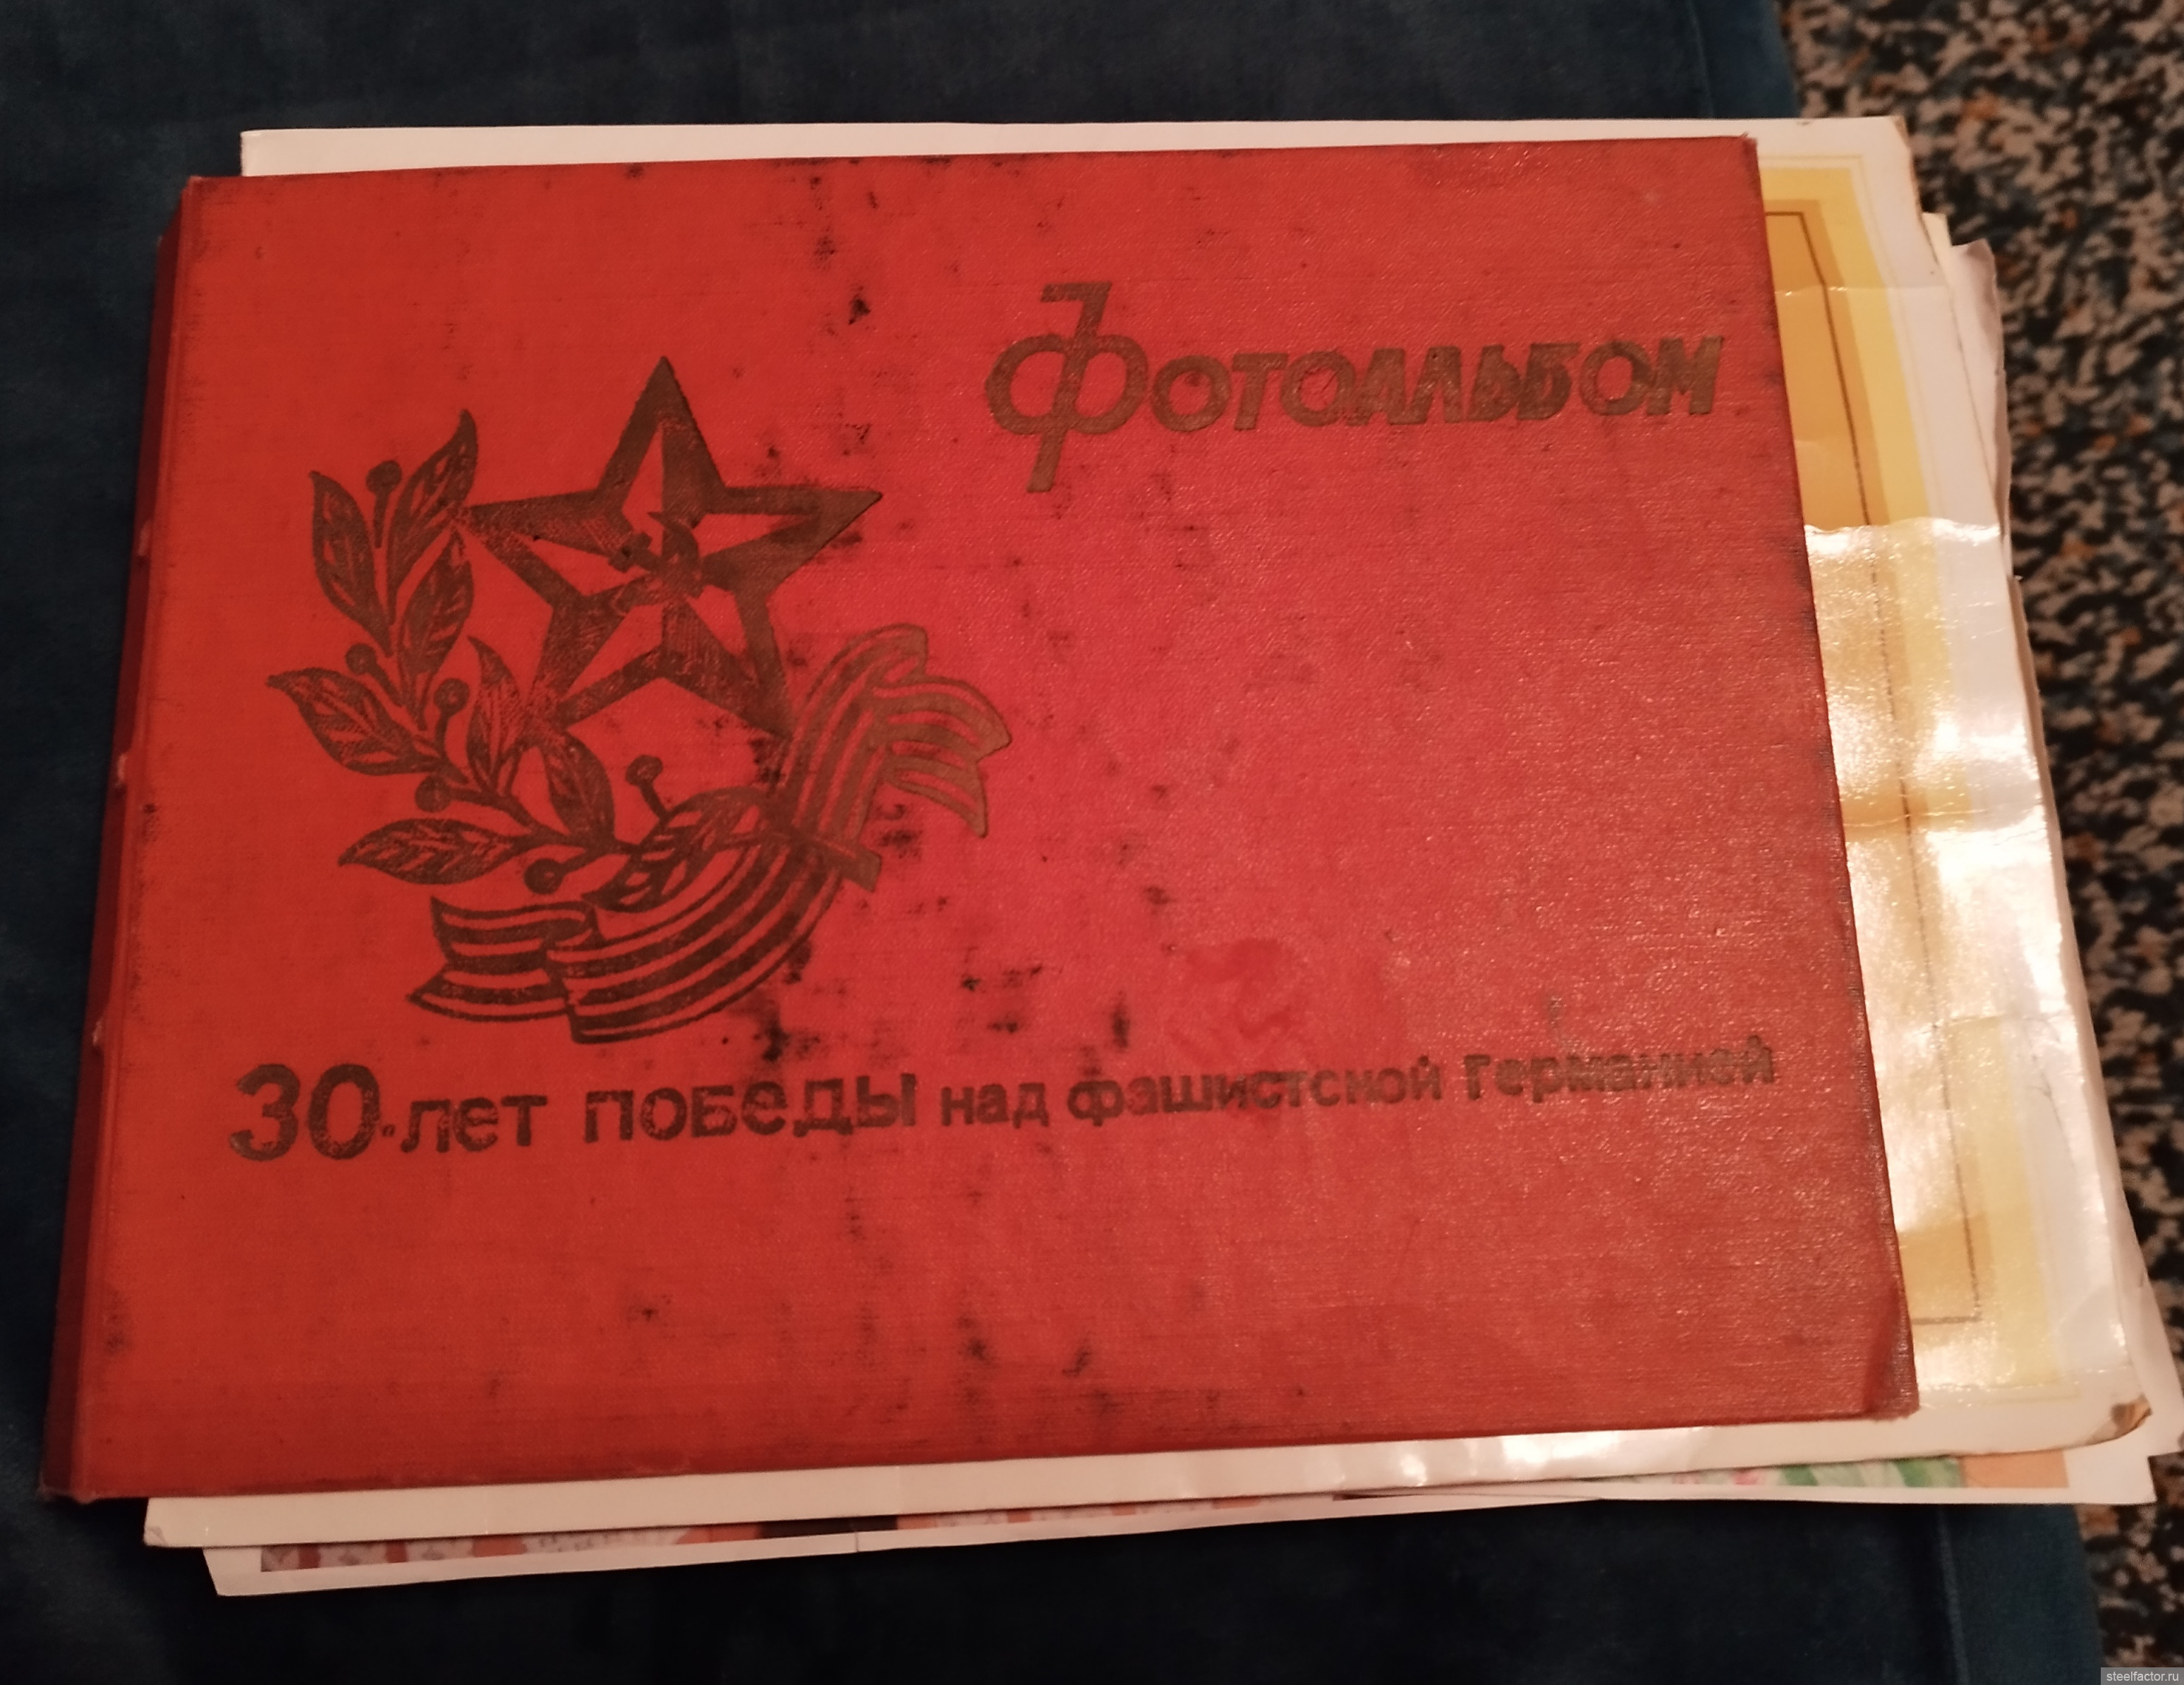 Фотоальбом
30-лет ПОБЕДЫ над фашистской Германией
steelfactor.ru